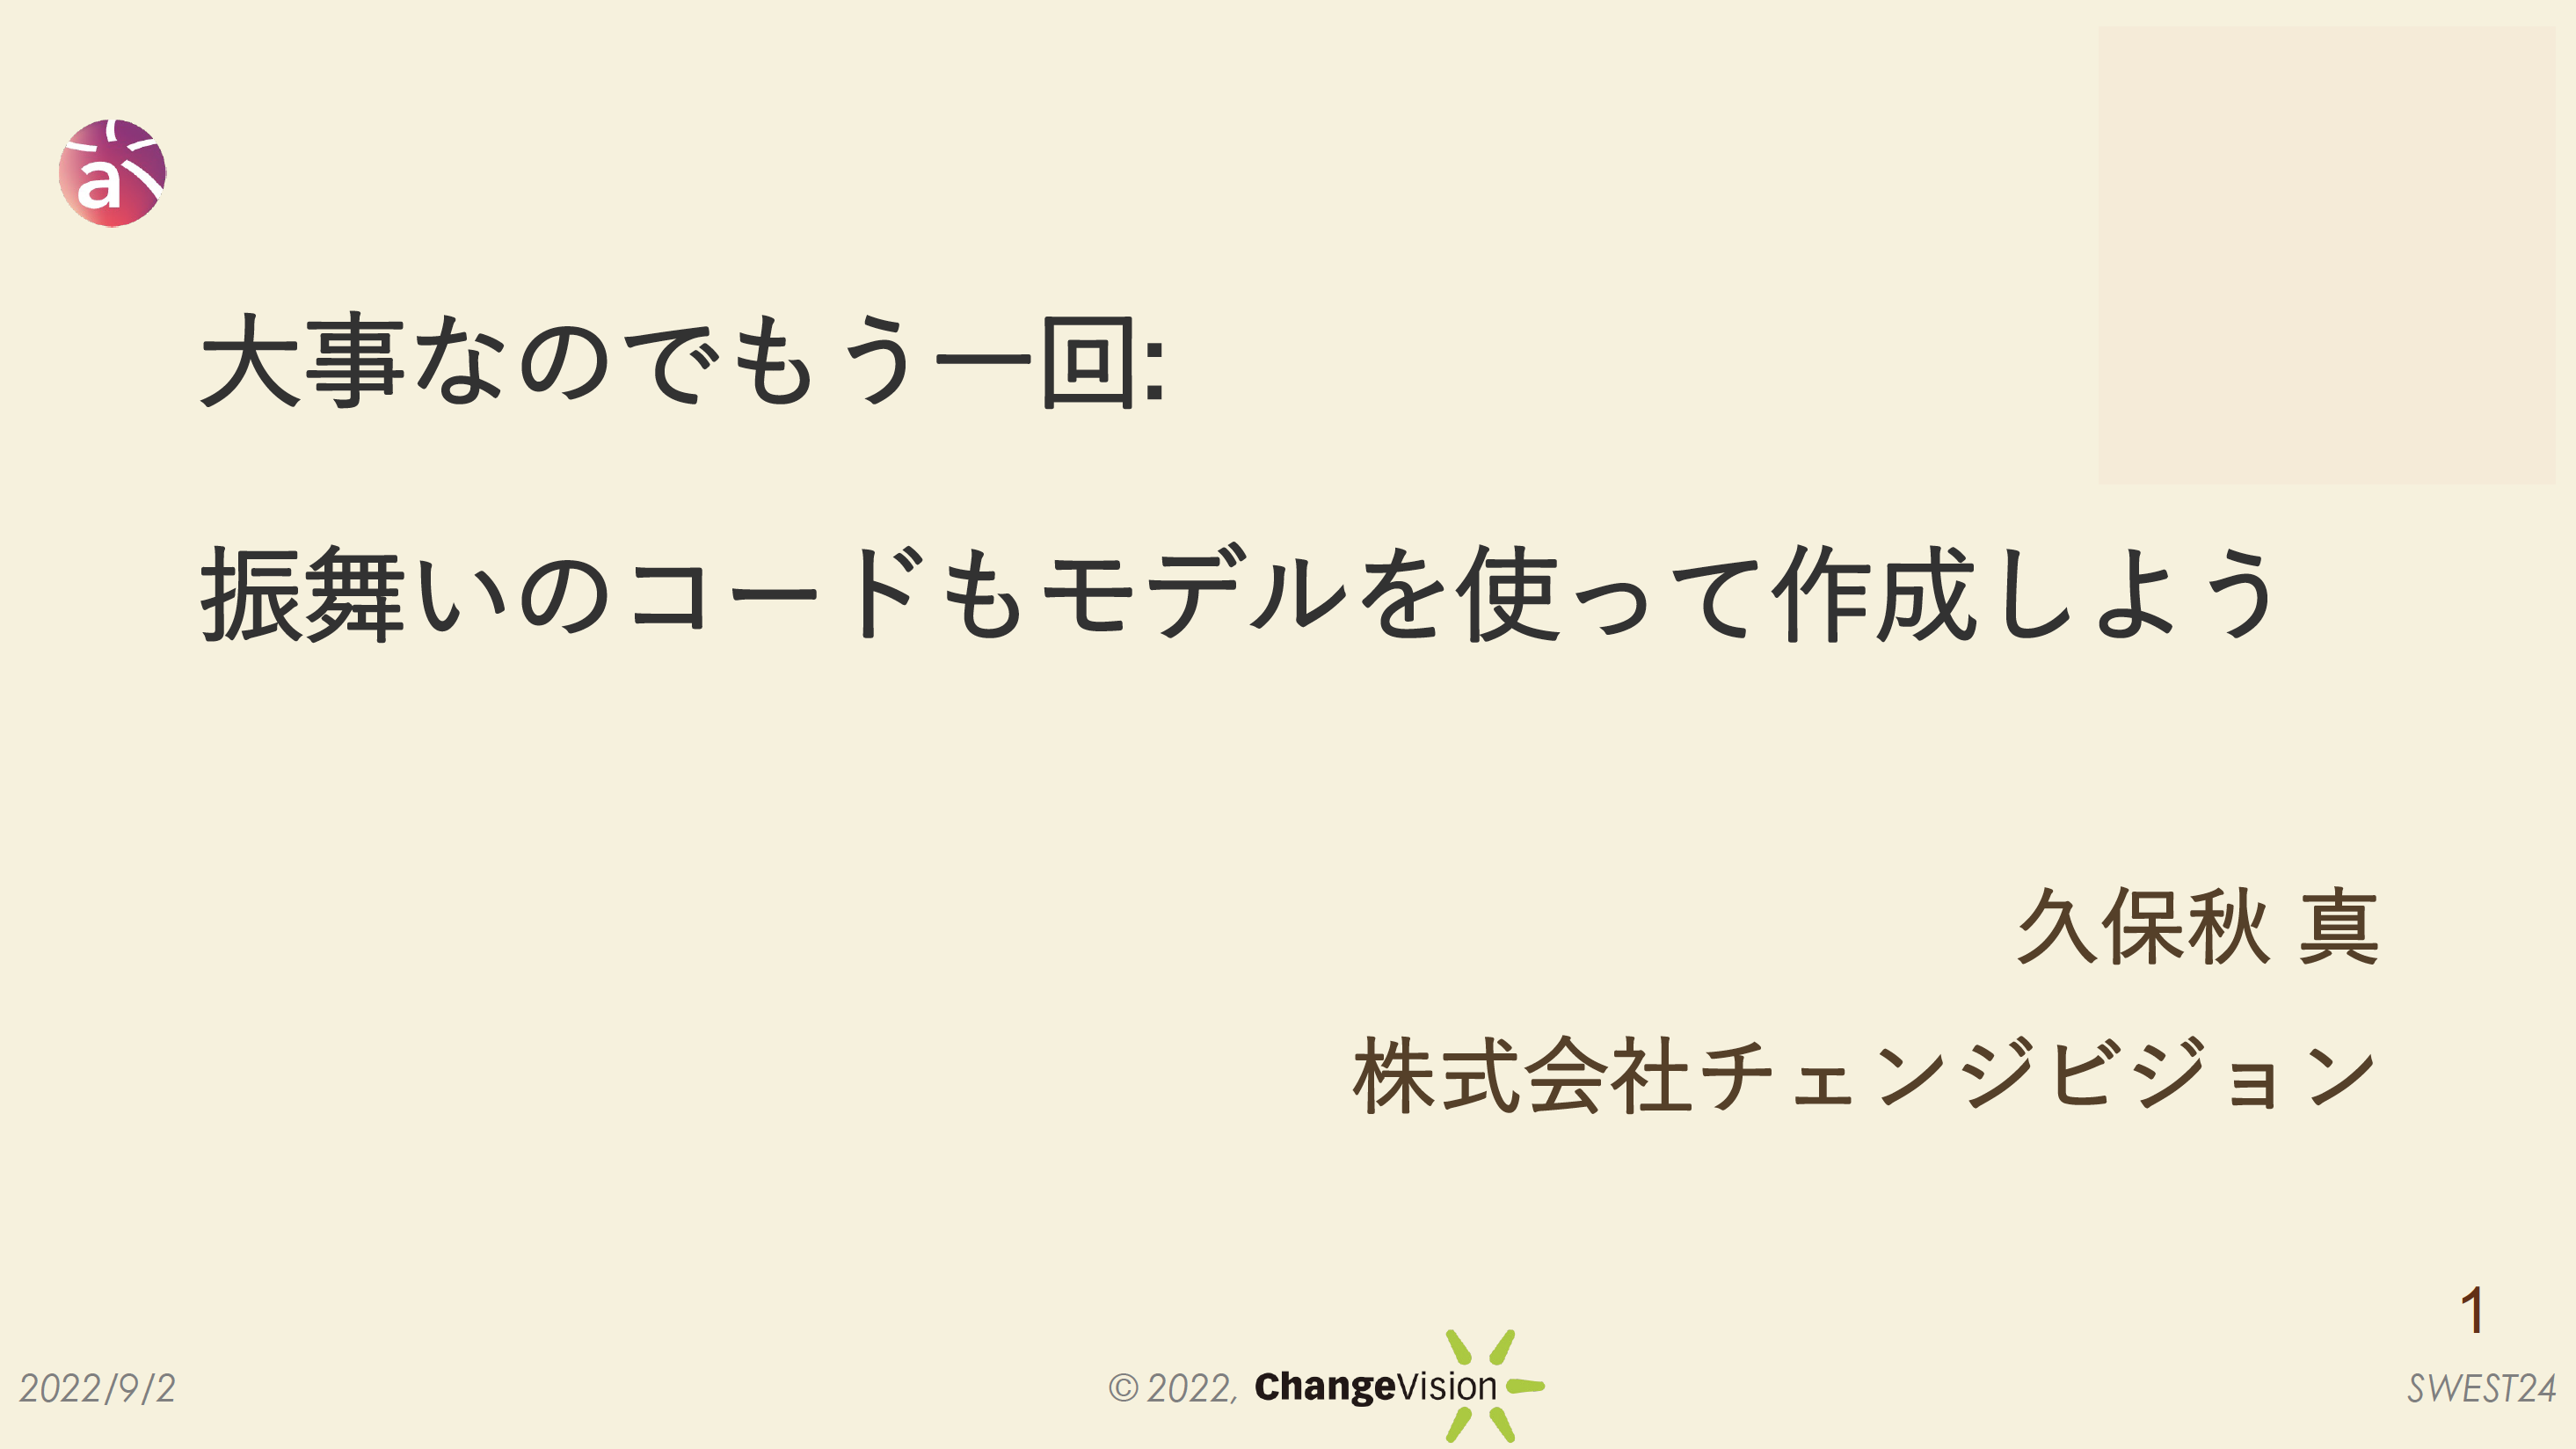 a
大事なのでもう一回:
振舞いのコードもモデルを使って作成しよう
久保秋 真
株式会社チェンジビジョン
1
2022/9/2
© 2022, ChangeVision
SWEST24